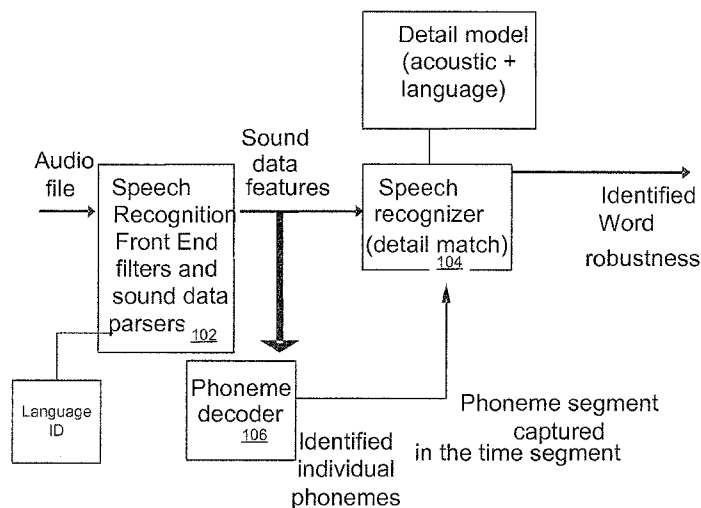 Detail model
(acoustic +
language)
Audio
file
Sound
data
features
Speech
Recognition
Front End
filters and
sound data
parsers 102
Speech
recognizer
(detail match)
104
Identified
Word
robustness
Language
ID
Phoneme
decoder
106
Identified
individual
phonemes
Phoneme segment
captured
in the time segment